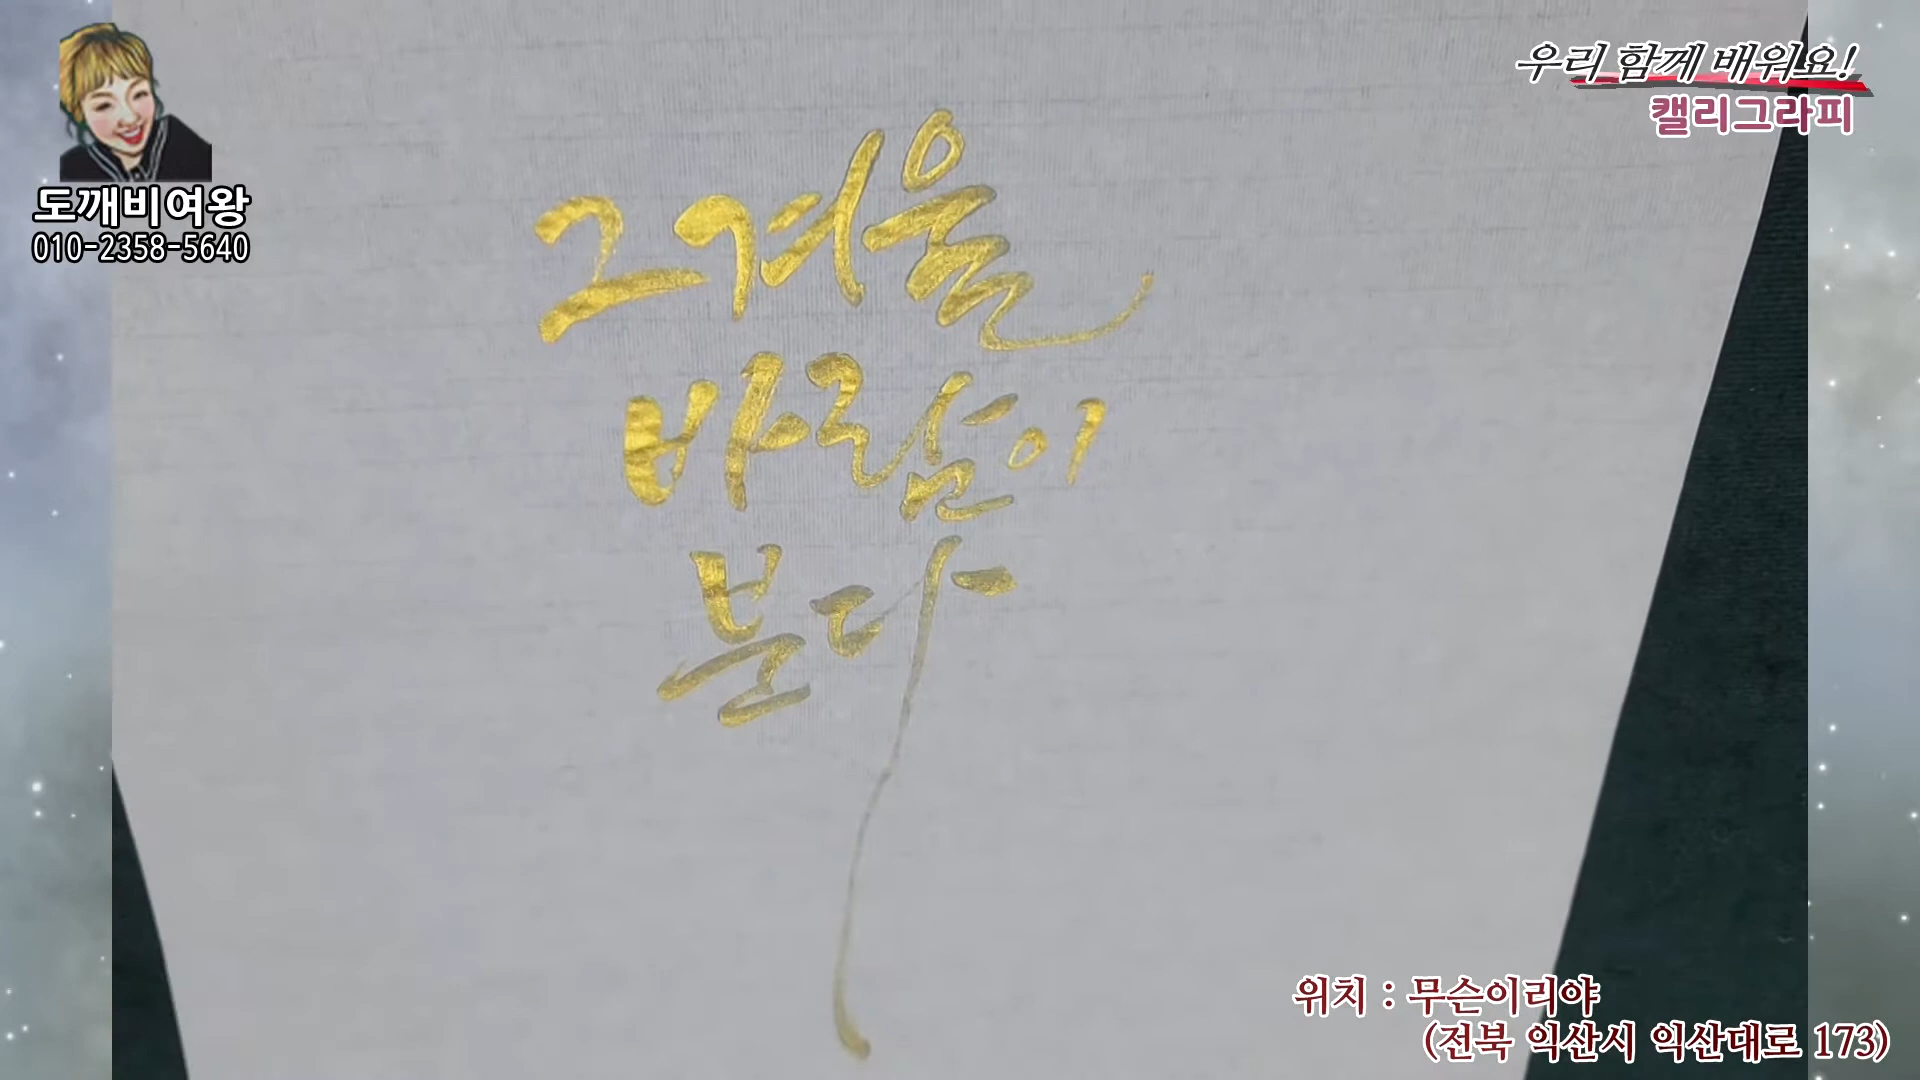 도깨비여왕
010-2358-5640
우리 함께 배워요!
캘리그라피
그 겨울
바람이
분다
위치 : 무슨이리야
(전북 익산시 익산대로 173)